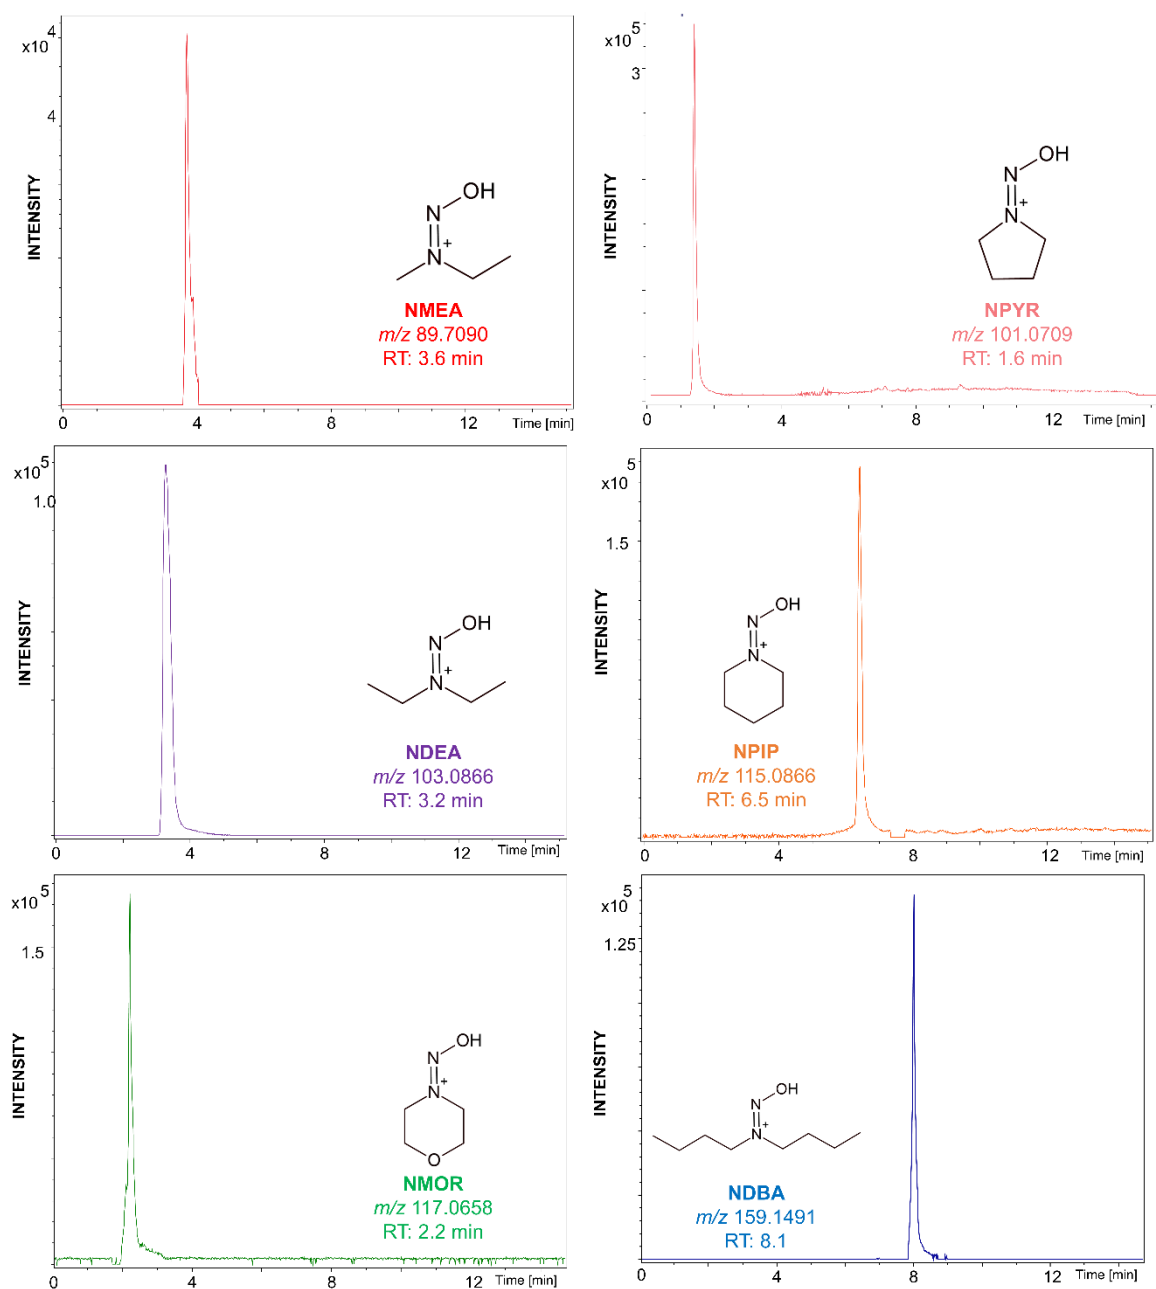 4
x10
4
INTENSITY
OH
N
N
+
NMEA
m/z 89.7090
RT: 3.6 min
0
4
8
12
Time [min]
5
x10
3
INTENSITY
OH
N
N
+
NPYR
m/z 101.0709
RT: 1.6 min
0
4
8
12
Time [min]
x10 5
1.0
INTENSITY
OH
N
N
+
NDEA
m/z 103.0866
RT: 3.2 min
0
4
8
12
Time [min]
5
x10
1.5
INTENSITY
OH
N
N
+
NPIP
m/z 115.0866
RT: 6.5 min
0
4
8
12
Time [min]
5
x10
1.5
INTENSITY
OH
N
N
+
O
NMOR
m/z 117.0658
RT: 2.2 min
0
2
4
8
12
Time [min]
5
x10
1.25
INTENSITY
OH
N
N
+
NDBA
m/z 159.1491
RT: 8.1
0
4
8
12
Time [min]